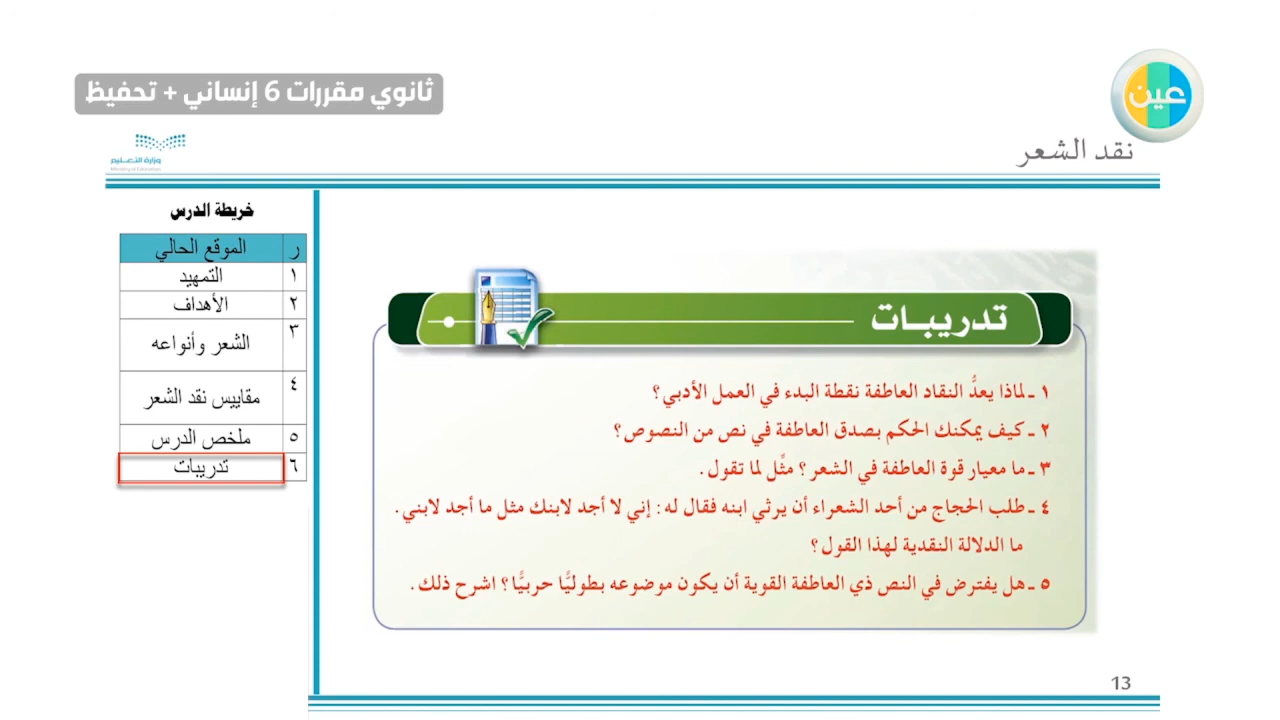 ثانوي مقررات 6 إنساني + تحفيظ
عين
وزارة التعليم
Ministry of Education
نقد الشعر
خريطة الدرس
ر الموقع الحالي
١ التمهيد
٢ الأهداف
٣ الشعر وأنواعه
٤ مقاييس نقد الشعر
٥ ملخص الدرس
٦ تدريبات
تدريبات
١ ـ لماذا يعدُّ النقاد العاطفة نقطة البدء في العمل الأدبي؟
٢ ـ كيف يمكنك الحكم بصدق العاطفة في نص من النصوص؟
٣ ـ ما معيار قوة العاطفة في الشعر؟ مثِّل لما تقول.
٤ ـ طلب الحجاج من أحد الشعراء أن يرثي ابنه فقال له: إني لا أجد لابنك مثل ما أجد لابني.
ما الدلالة النقدية لهذا القول؟
٥ ـ هل يفترض في النص ذي العاطفة القوية أن يكون موضوعه بطوليًّا حربيًّا؟ اشرح ذلك.
13